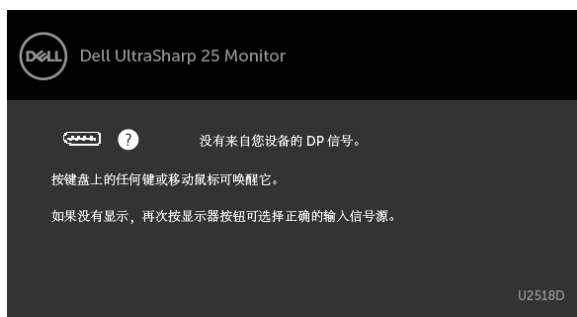 DELL
Dell UltraSharp 25 Monitor
?
没有来自您设备的 DP 信号。
按键盘上的任何键或移动鼠标可唤醒它。
如果没有显示，再次按显示器按钮可选择正确的输入信号源。
U2518D